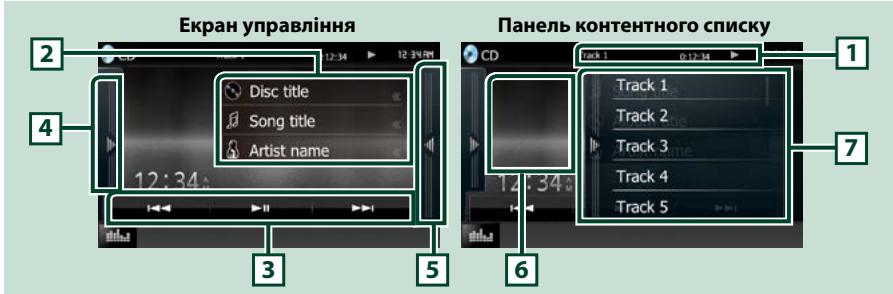 Екран управління
Панель контентного списку
2
1
CD
:12:34
12:34 AM
CD
Track 1
0:12:34
Disc title
Song title
Artist name
Track 1
Track 2
Track 3
Track 4
Track 5
4
7
12:34
12:34
3
5
6